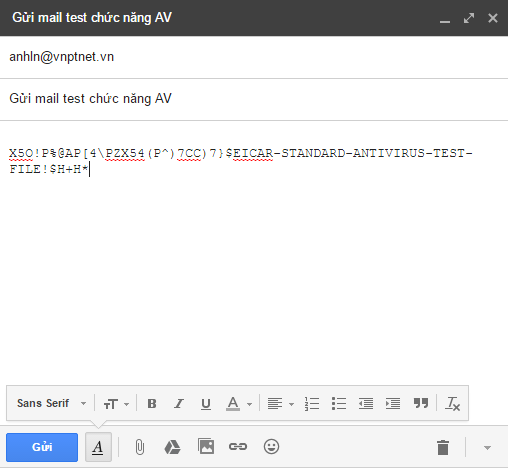 Gửi mail test chức năng AV
anhln@vnptnet.vn
Gửi mail test chức năng AV
X5O!P%@AP[4\PZX54(P^)7CC)7}$EICAR-STANDARD-ANTIVIRUS-TEST-
FILE!$H+H*
Sans Serif
Gửi